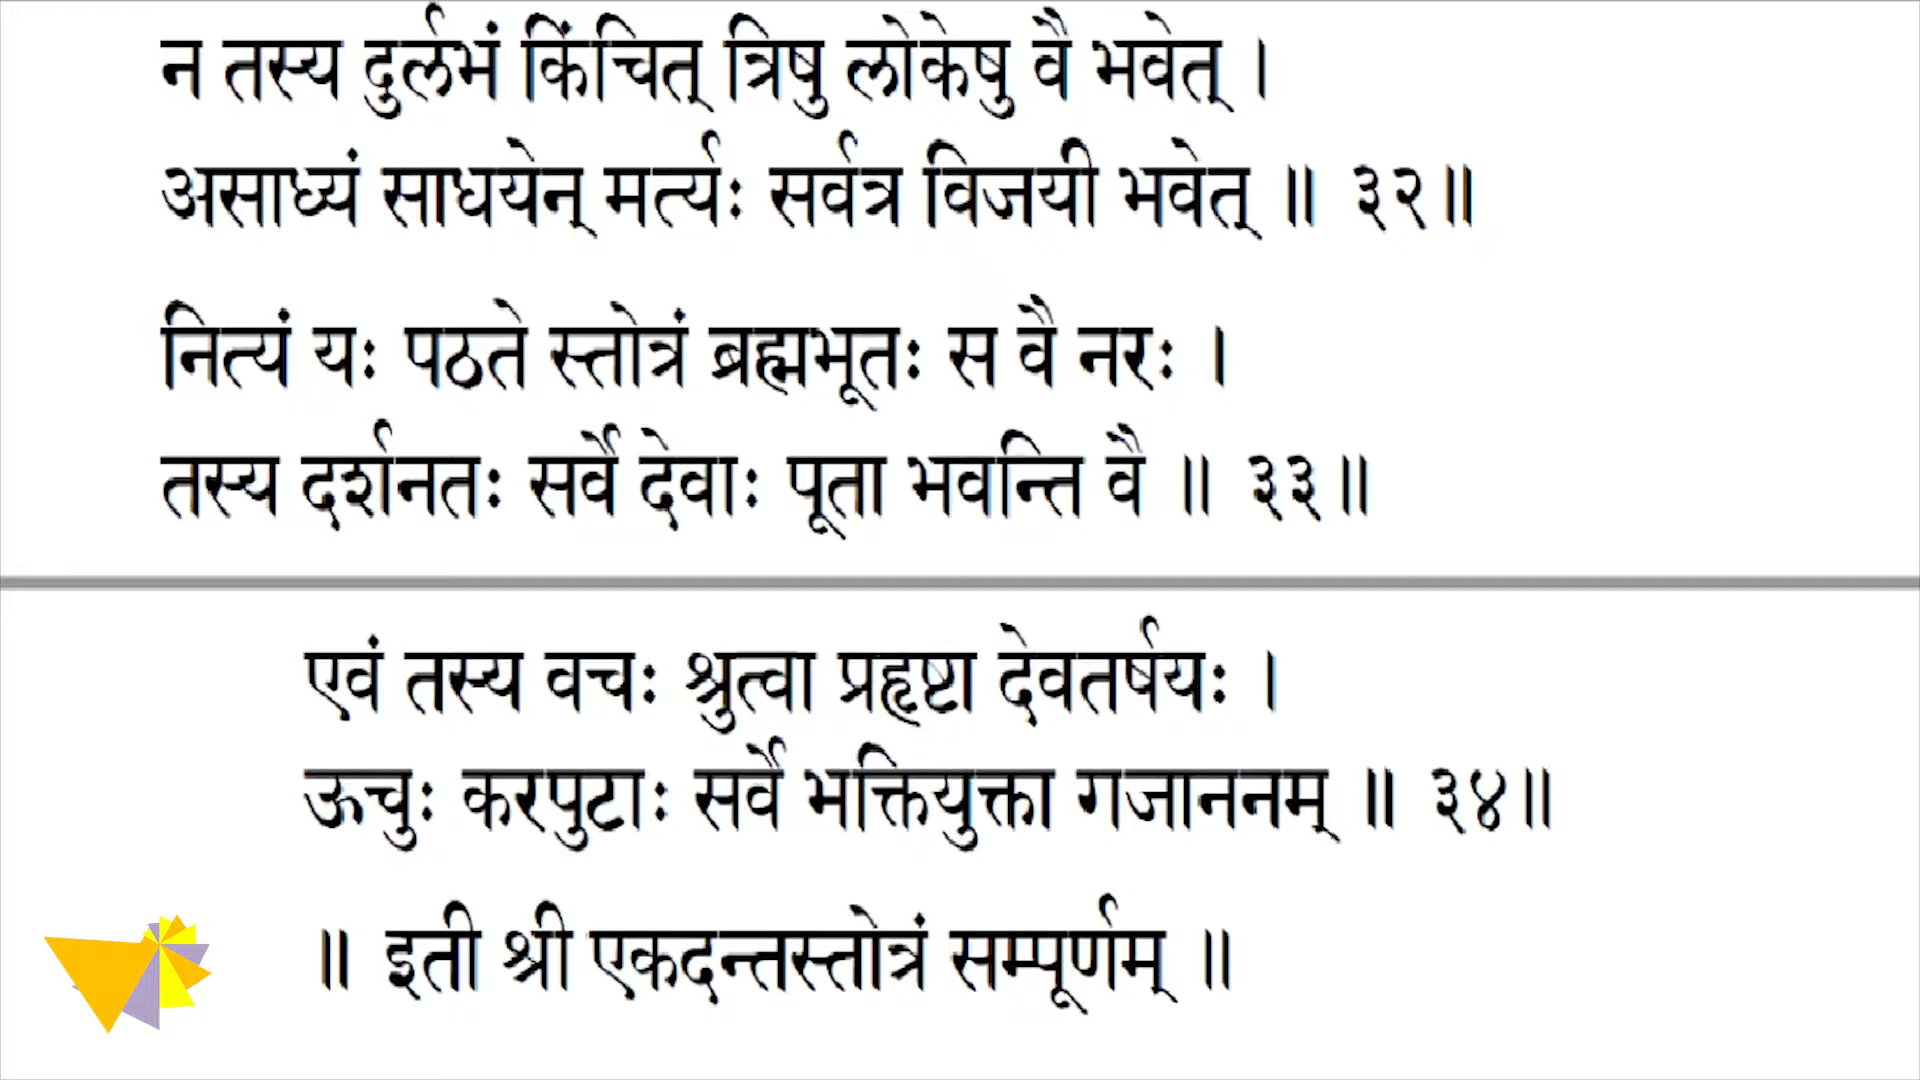 न तस्य दुर्लभं किंचित् त्रिषु लोकेषु वै भवेत् ।
असाध्यं साधयेन् मर्त्यः सर्वत्र विजयी भवेत् ॥ ३२॥
नित्यं यः पठते स्तोत्रं ब्रह्मभूतः स वै नरः ।
तस्य दर्शनतः सर्वे देवाः पूता भवन्ति वै ॥ ३३॥
एवं तस्य वचः श्रुत्वा प्रहृष्टा देवतर्षयः ।
ऊचुः करपुटाः सर्वे भक्तियुक्ता गजाननम् ॥ ३४॥
॥ इती श्री एकदन्तस्तोत्रं सम्पूर्णम् ॥